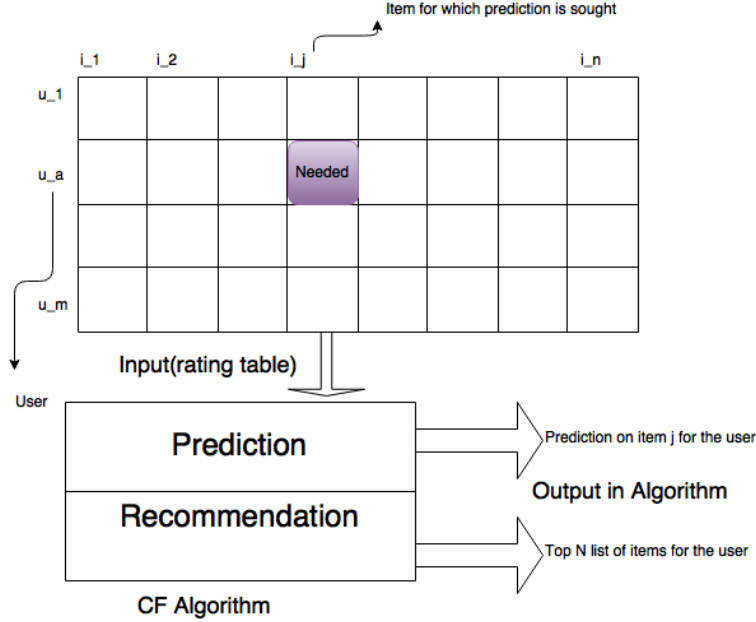 Item for which prediction is sought
i_1 i_2 i_j i_n
u_1
u_a Needed
u_m
Input(rating table)
User
Prediction
Prediction on item j for the user
Output in Algorithm
Recommendation
Top N list of items for the user
CF Algorithm